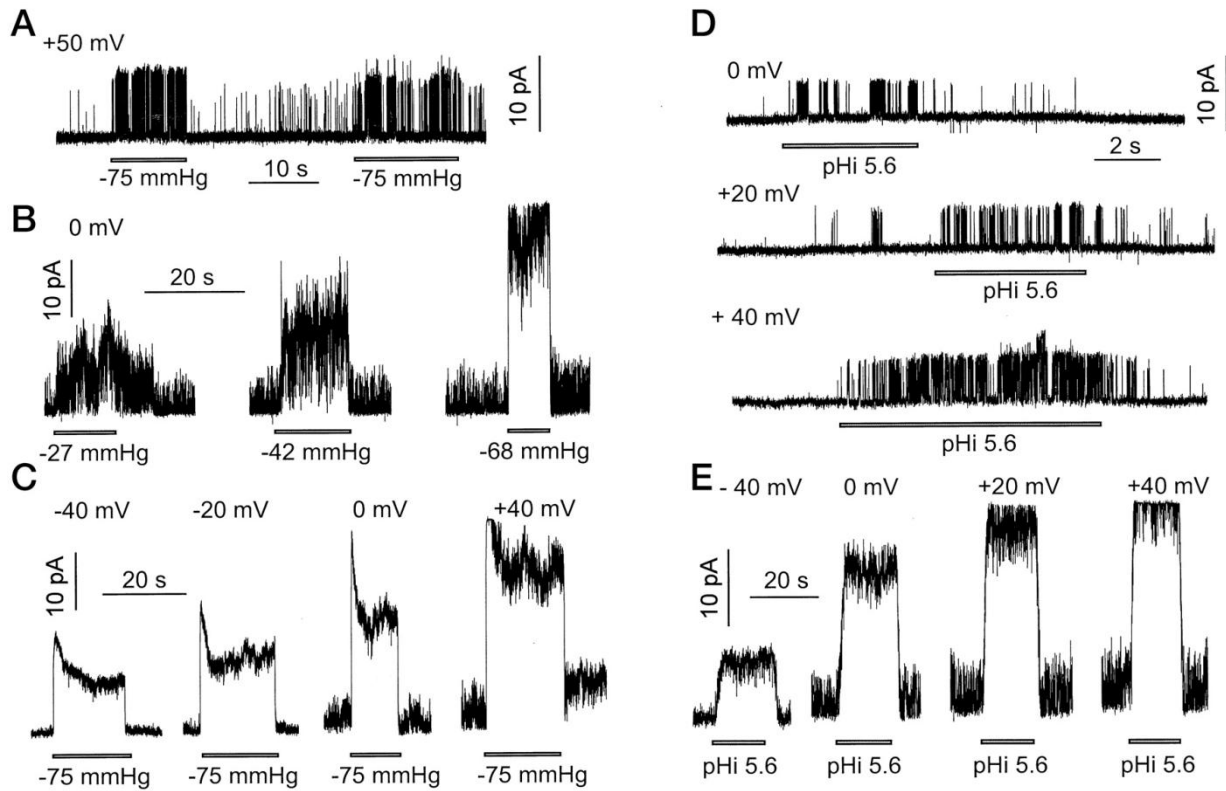 A
+50 mV
10 pA
-75 mmHg
10 s
-75 mmHg
B
0 mV
10 pA
20 s
-27 mmHg
-42 mmHg
-68 mmHg
C
-40 mV
-20 mV
0 mV
+40 mV
10 pA
20 s
-75 mmHg
-75 mmHg
-75 mmHg
-75 mmHg
D
0 mV
10 pA
pHi 5.6
2 s
+20 mV
pHi 5.6
+ 40 mV
pHi 5.6
E
- 40 mV
0 mV
+20 mV
+40 mV
10 pA
20 s
pHi 5.6
pHi 5.6
pHi 5.6
pHi 5.6